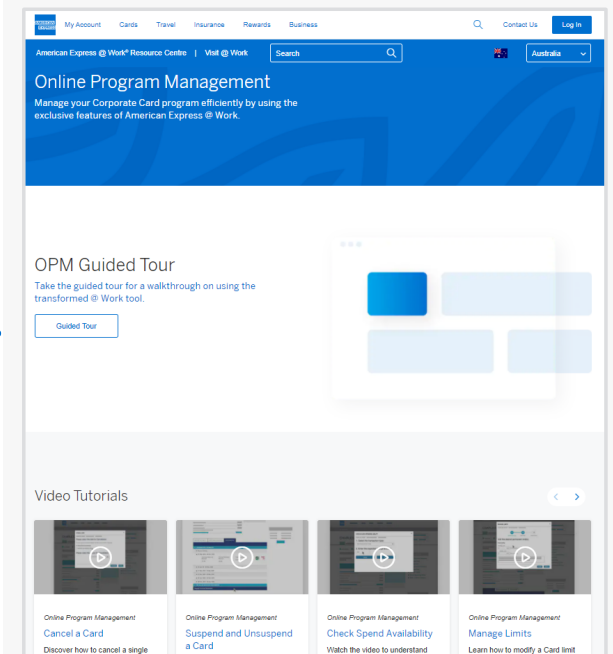 AMERICAN EXPRESS
My Account Cards Travel Insurance Rewards Business Contact Us Log In
American Express @ Work® Resource Centre | Visit @ Work Search Australia
Online Program Management
Manage your Corporate Card program efficiently by using the
exclusive features of American Express @ Work.
OPM Guided Tour
Take the guided tour for a walkthrough on using the
transformed @ Work tool.
Guided Tour
Video Tutorials
Online Program Management
Cancel a Card
Discover how to cancel a single
Online Program Management
Suspend and Unsuspend
a Card
Online Program Management
Check Spend Availability
Watch the video to understand
Online Program Management
Manage Limits
Learn how to modify a Card limit